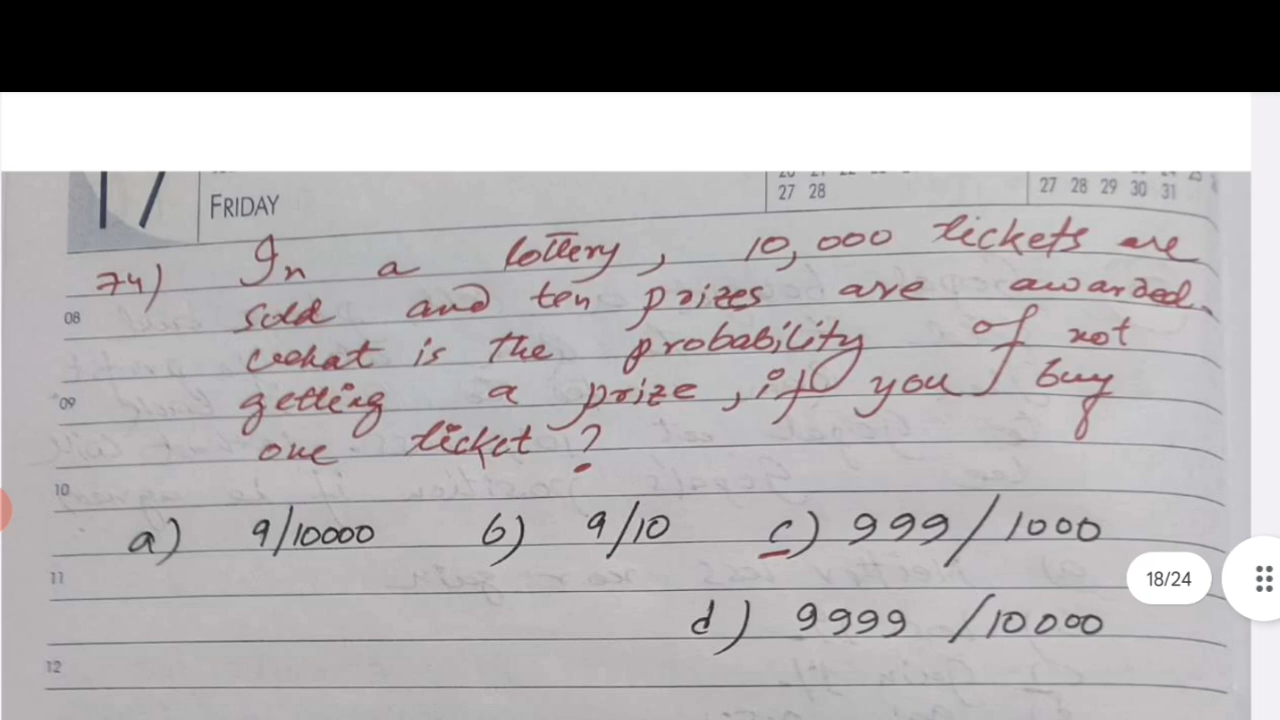 17
FRIDAY
27 28
27 28 29 30 31
74) In a lottery, 10,000 tickets are
08
sold and ten prizes are awarded.
what is the probability of not
09
getting a prize, if you buy
one ticket?
10
a) 9/10000 b) 9/10 c) 999/1000
11
18/24
d) 9999/10000
12